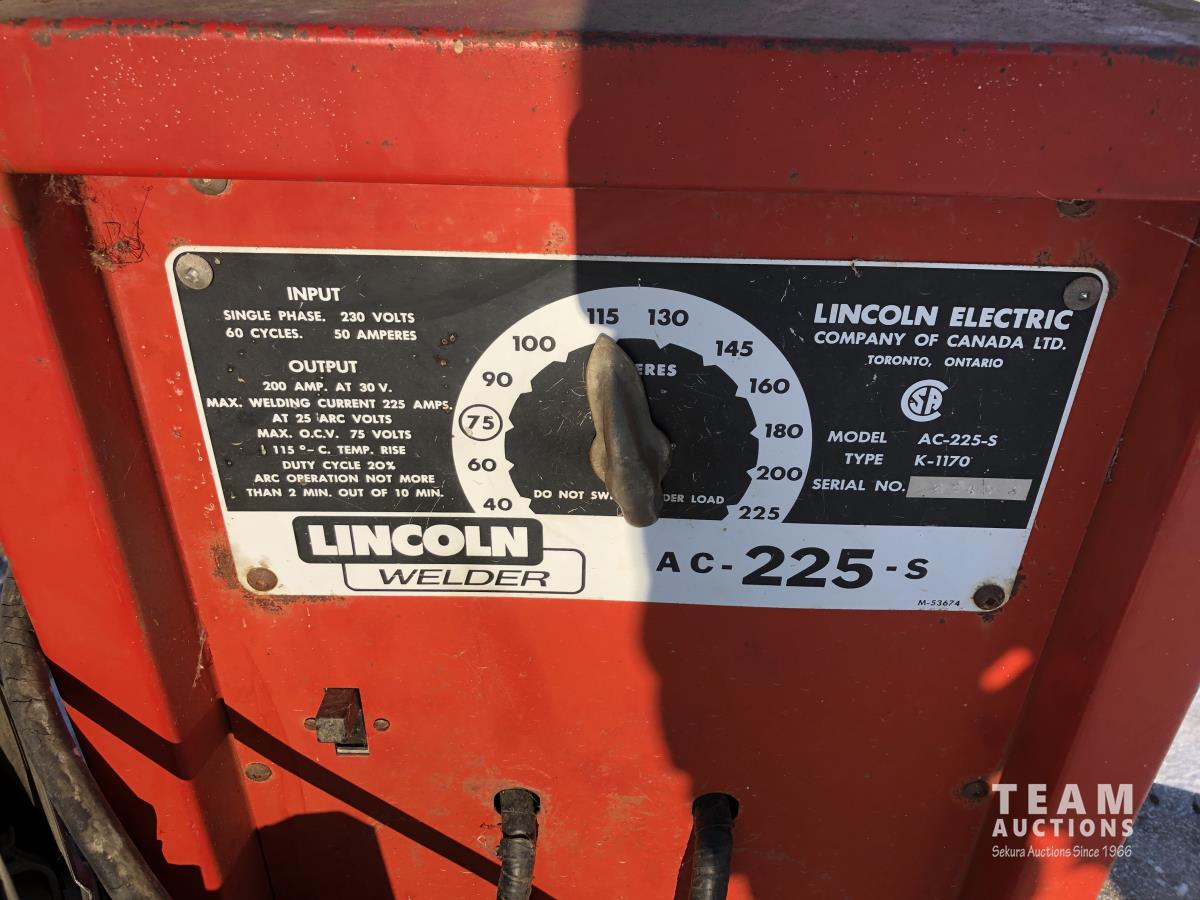 INPUT
SINGLE PHASE. 230 VOLTS
60 CYCLES. 50 AMPERES
OUTPUT
200 AMP. AT 30 V.
MAX. WELDING CURRENT 225 AMPS.
AT 25 ARC VOLTS
MAX. O.C.V. 75 VOLTS
115°-C. TEMP. RISE
DUTY CYCLE 20%
ARC OPERATION NOT MORE
THAN 2 MIN. OUT OF 10 MIN.
40
60
75
90
100
115
130
145
160
180
200
225
DO NOT LOAD
LINCOLN ELECTRIC
COMPANY OF CANADA LTD.
TORONTO, ONTARIO
MODEL AC-225-S
TYPE K-1170
SERIAL NO.
LINCOLN
WELDER
AC-225-S
M-53674
TEAM
AUCTIONS
Sekura Auctions Since 1966